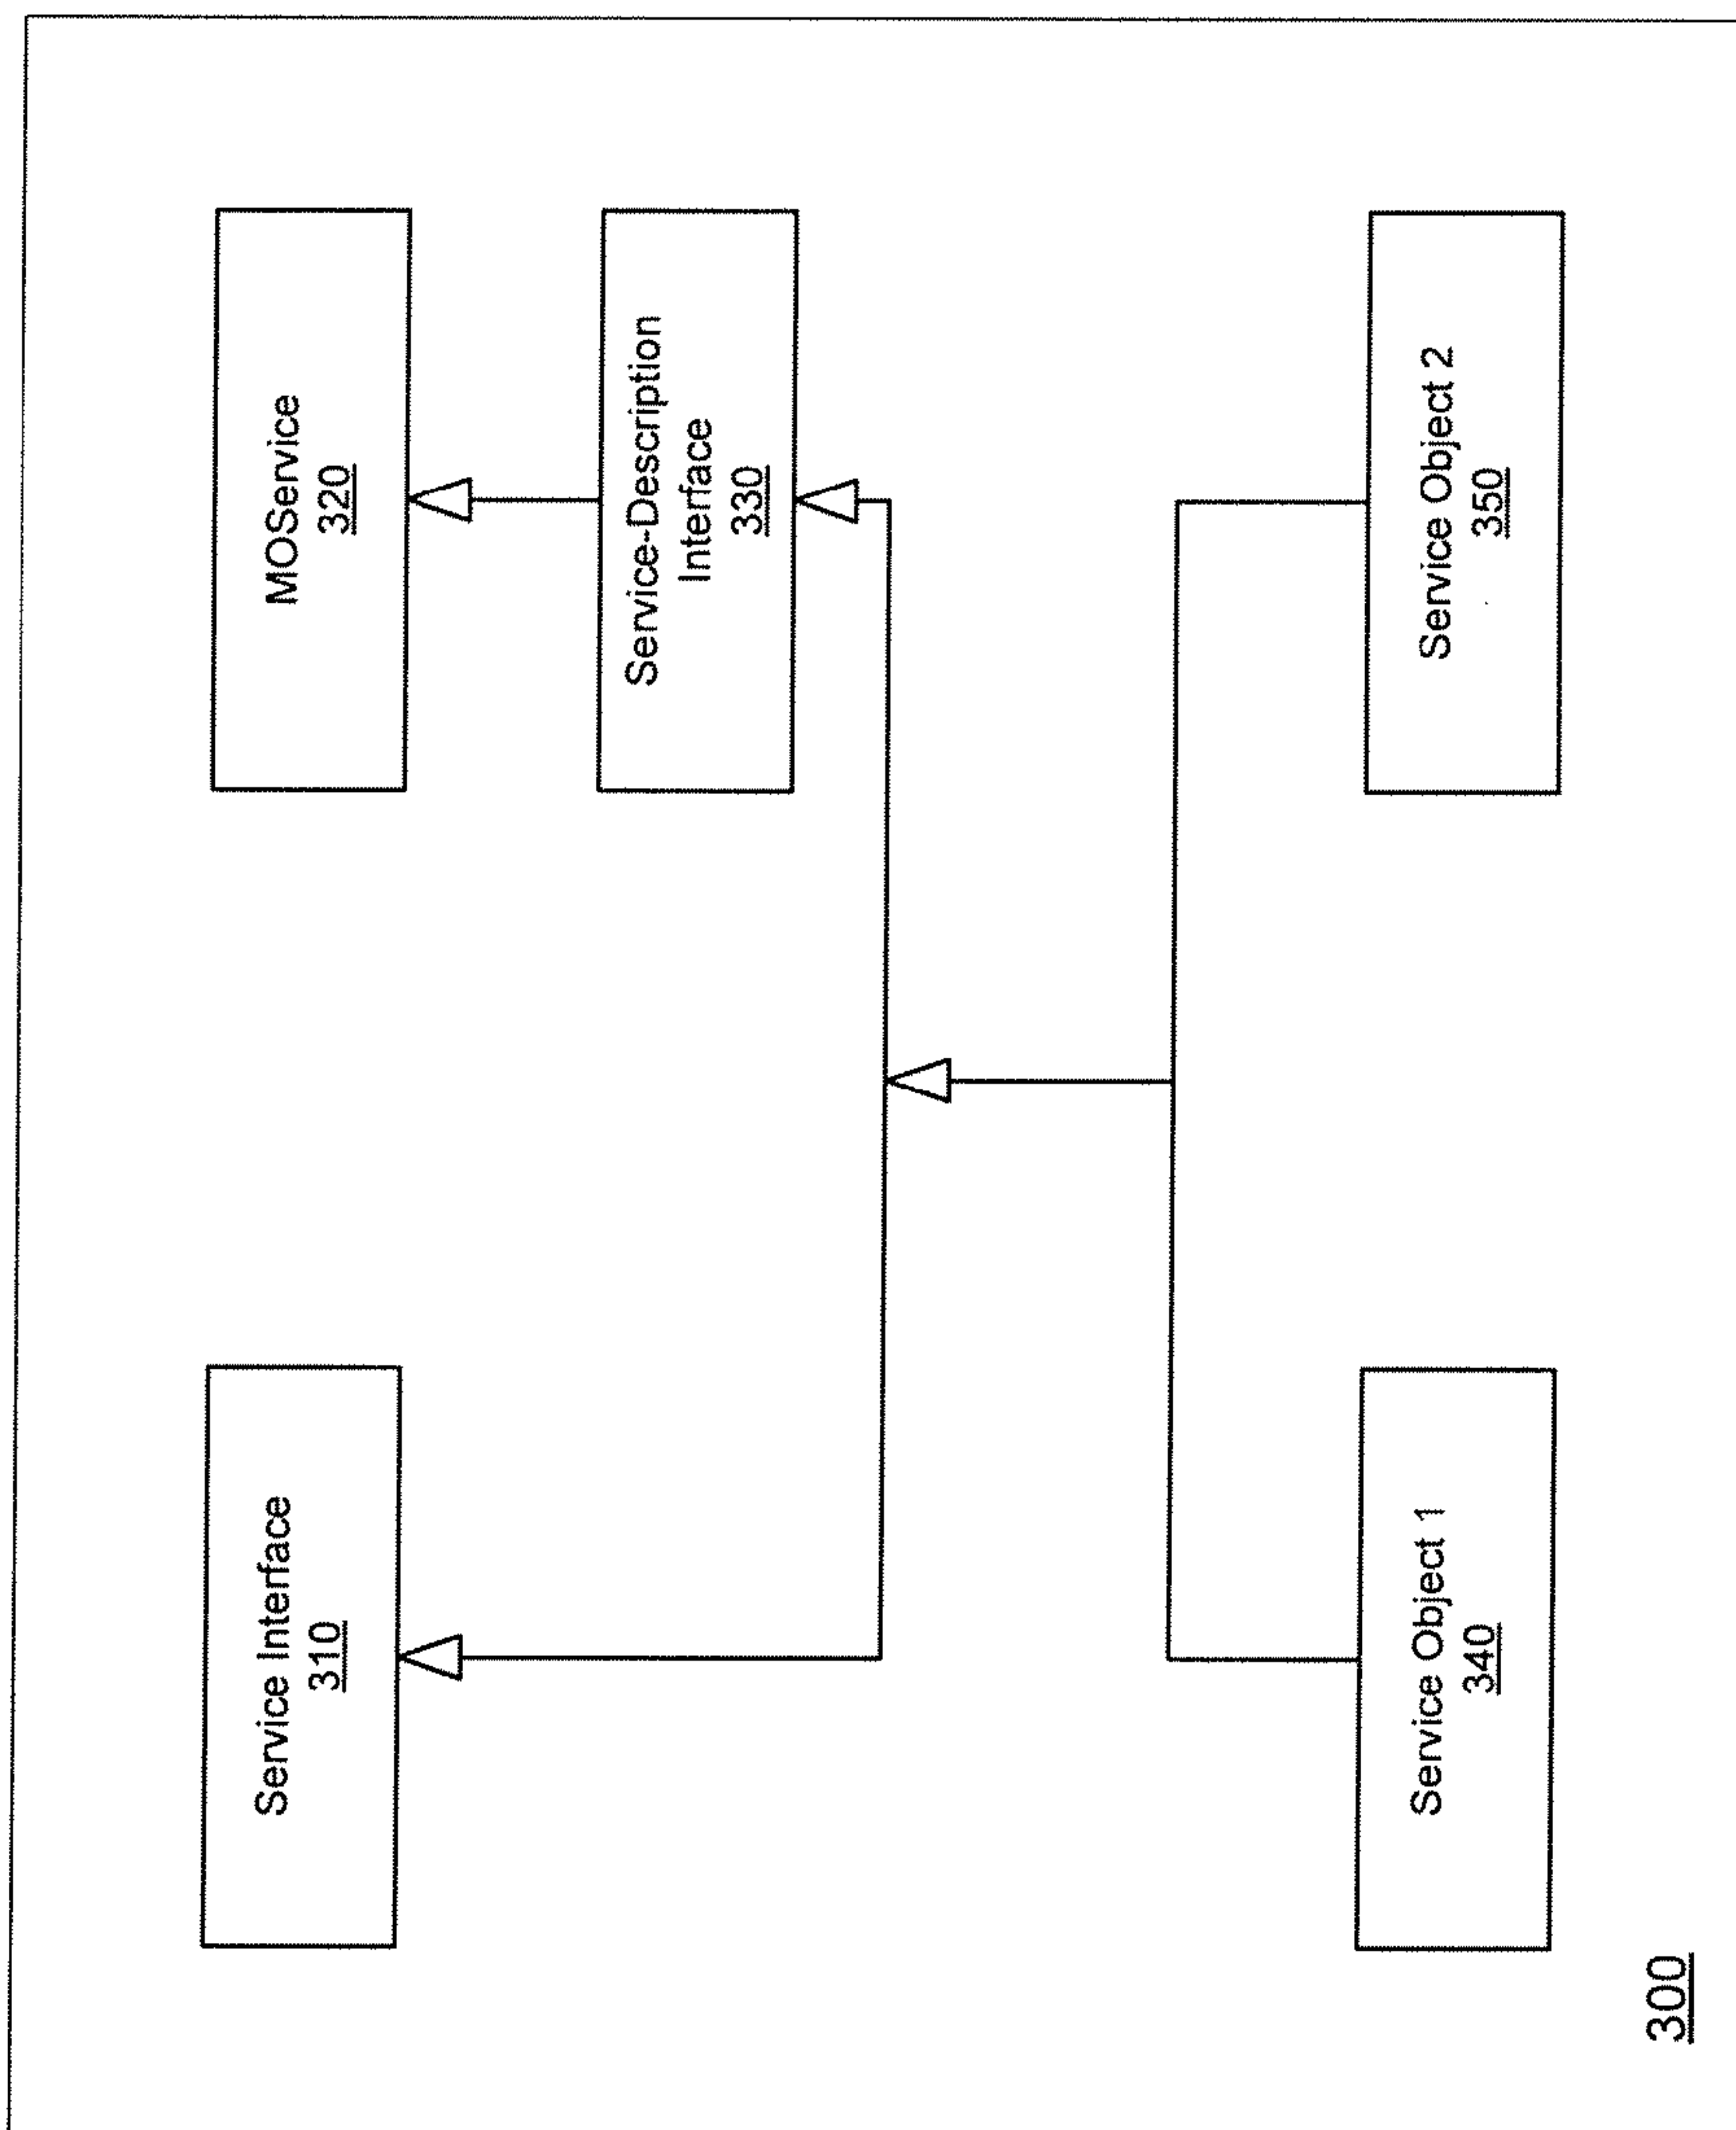 Service Interface
310
MOService
320
Service-Description
Interface
330
Service Object 1
340
Service Object 2
350
300